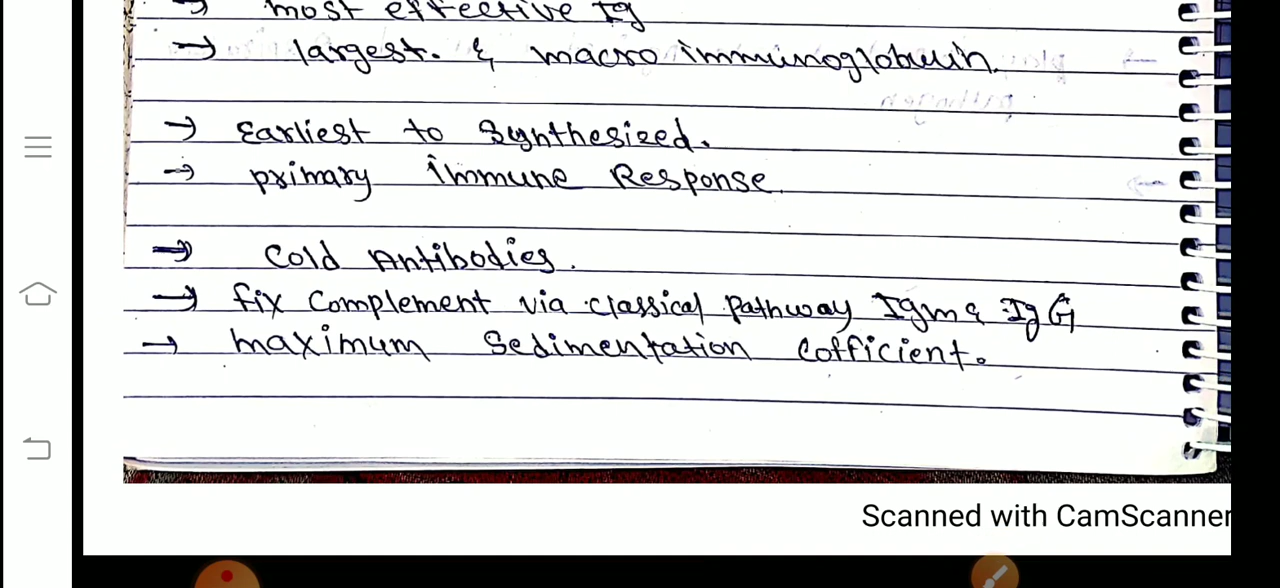 → most effective Ig
→ largest. & macro immunoglobulin.
→ Earliest to Synthesized.
→ primary immune Response.
→ Cold Antibodies.
→ fix Complement via classical pathway IgM & IgG
→ maximum Sedimentation Cofficient.
Scanned with CamScanner